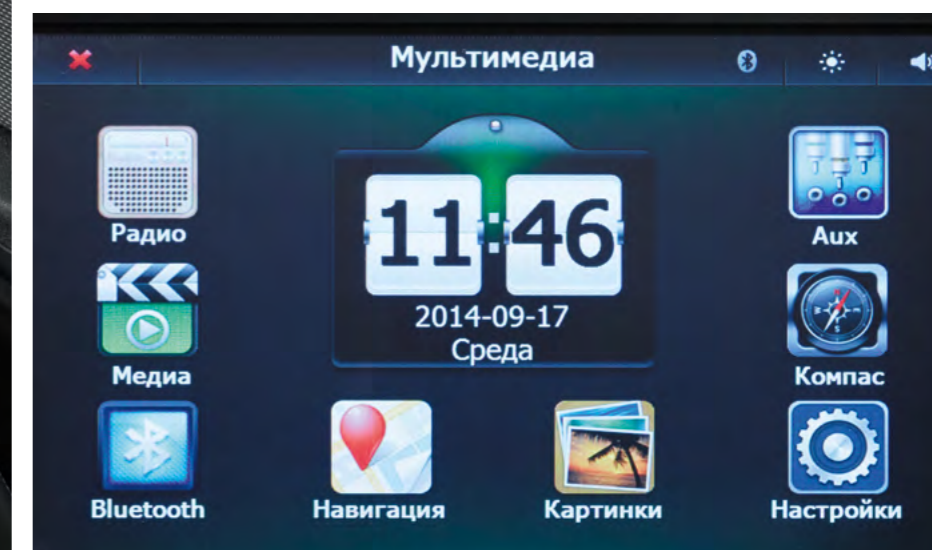 Мультимедиа
Радио
11:46
Aux
2014-09-17
Среда
Медиа
Компас
Bluetooth
Навигация
Картинки
Настройки